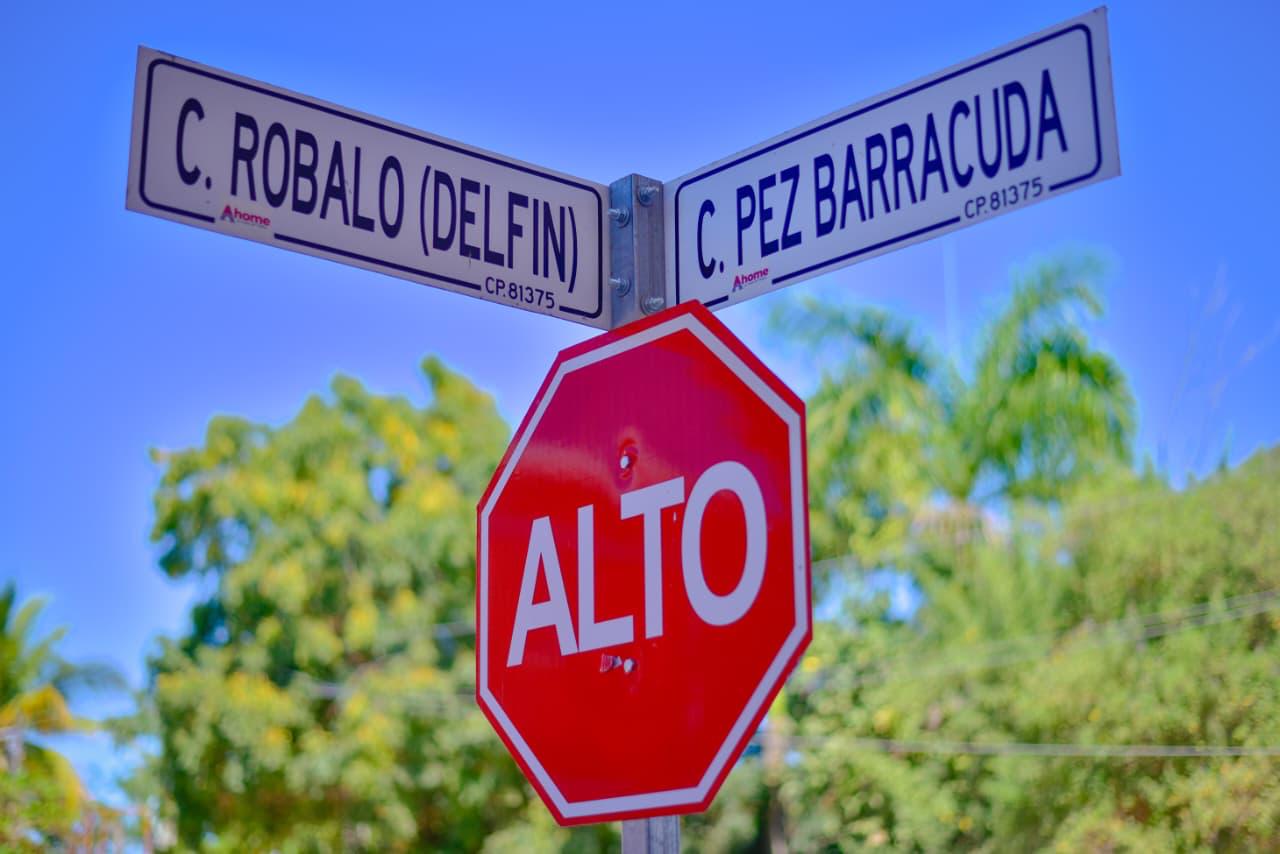 C. ROBALO (DELFIN)
Ahome
CP.81375
C. PEZ BARRACUDA
Ahome
CP.81375
ALTO